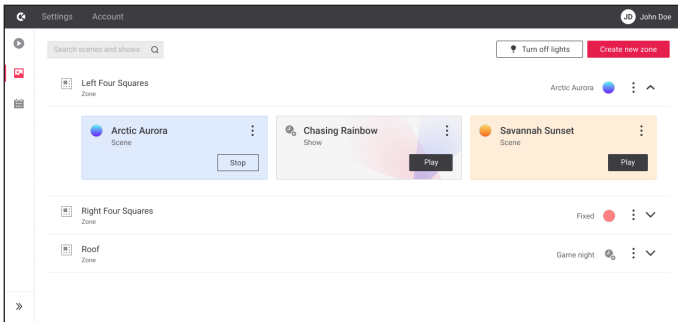 Settings Account JD John Doe
Search scenes and shows Turn off lights Create new zone
Left Four Squares
Zone
Arctic Aurora
Arctic Aurora
Scene
Stop
Chasing Rainbow
Show
Play
Savannah Sunset
Scene
Play
Right Four Squares
Zone
Fixed
Roof
Zone
Game night